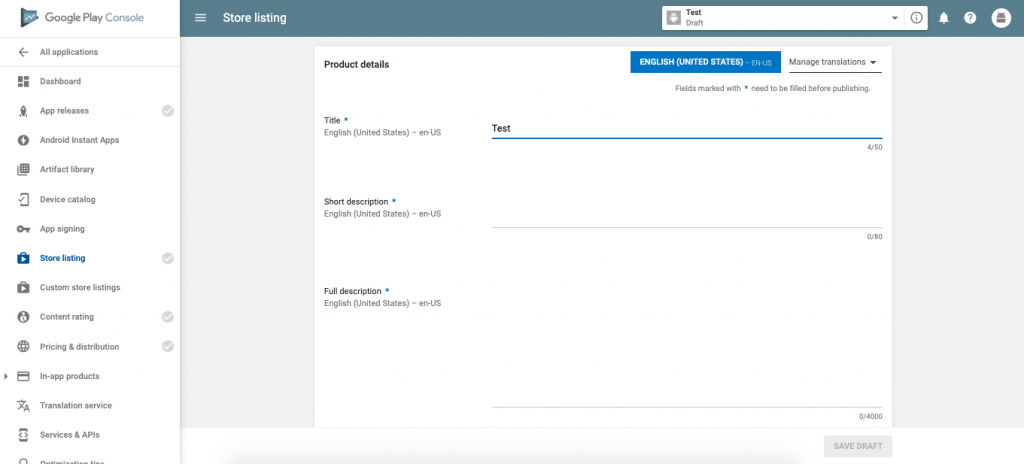 Google Play Console
Store listing
Test
Draft
All applications
Dashboard
App releases
Android Instant Apps
Artifact library
Device catalog
App signing
Store listing
Custom store listings
Content rating
Pricing & distribution
In-app products
Translation service
Services & APIs
Optimization tips
Product details
ENGLISH (UNITED STATES) – EN-US
Manage translations
Fields marked with * need to be filled before publishing.
Title *
English (United States) – en-US
Test
4/50
Short description *
English (United States) – en-US
0/80
Full description *
English (United States) – en-US
0/4000
SAVE DRAFT